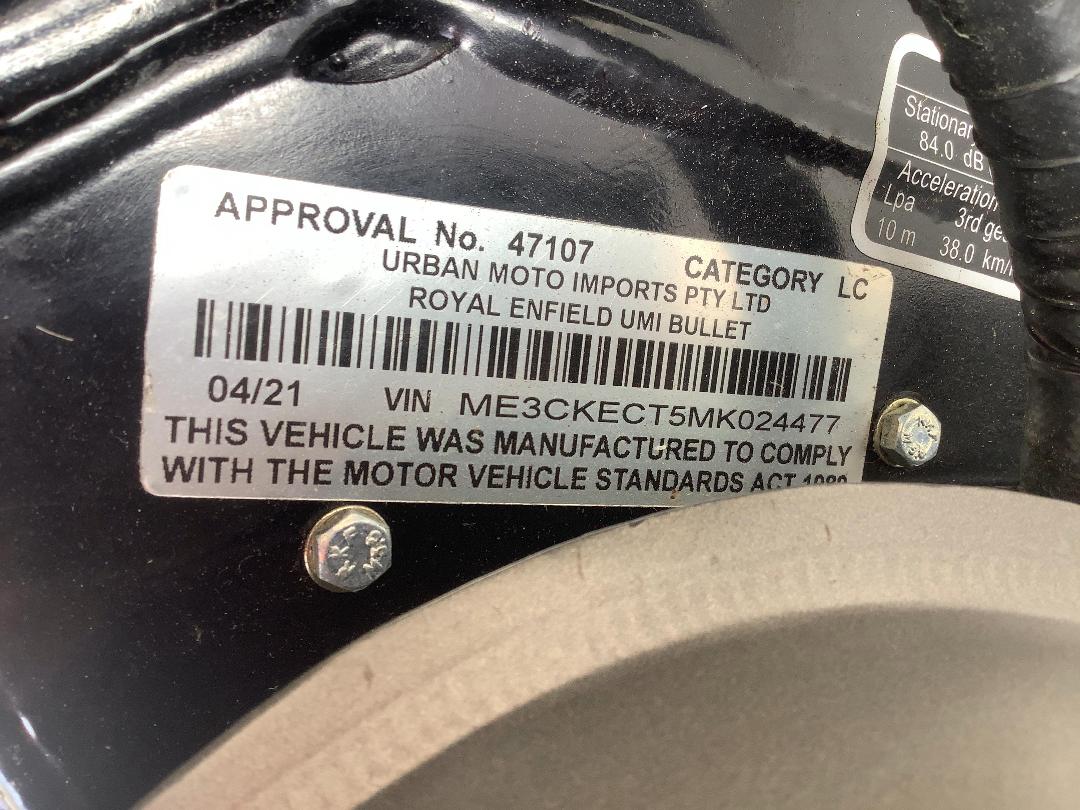 APPROVAL No. 47107 CATEGORY LC
URBAN MOTO IMPORTS PTY LTD
ROYAL ENFIELD UMI BULLET
04/21 VIN ME3CKECT5MK024477
THIS VEHICLE WAS MANUFACTURED TO COMPLY
WITH THE MOTOR VEHICLE STANDARDS ACT
Stationary
84.0 dB
Acceleration
Lpa 3rd
10 m 38.0 km/